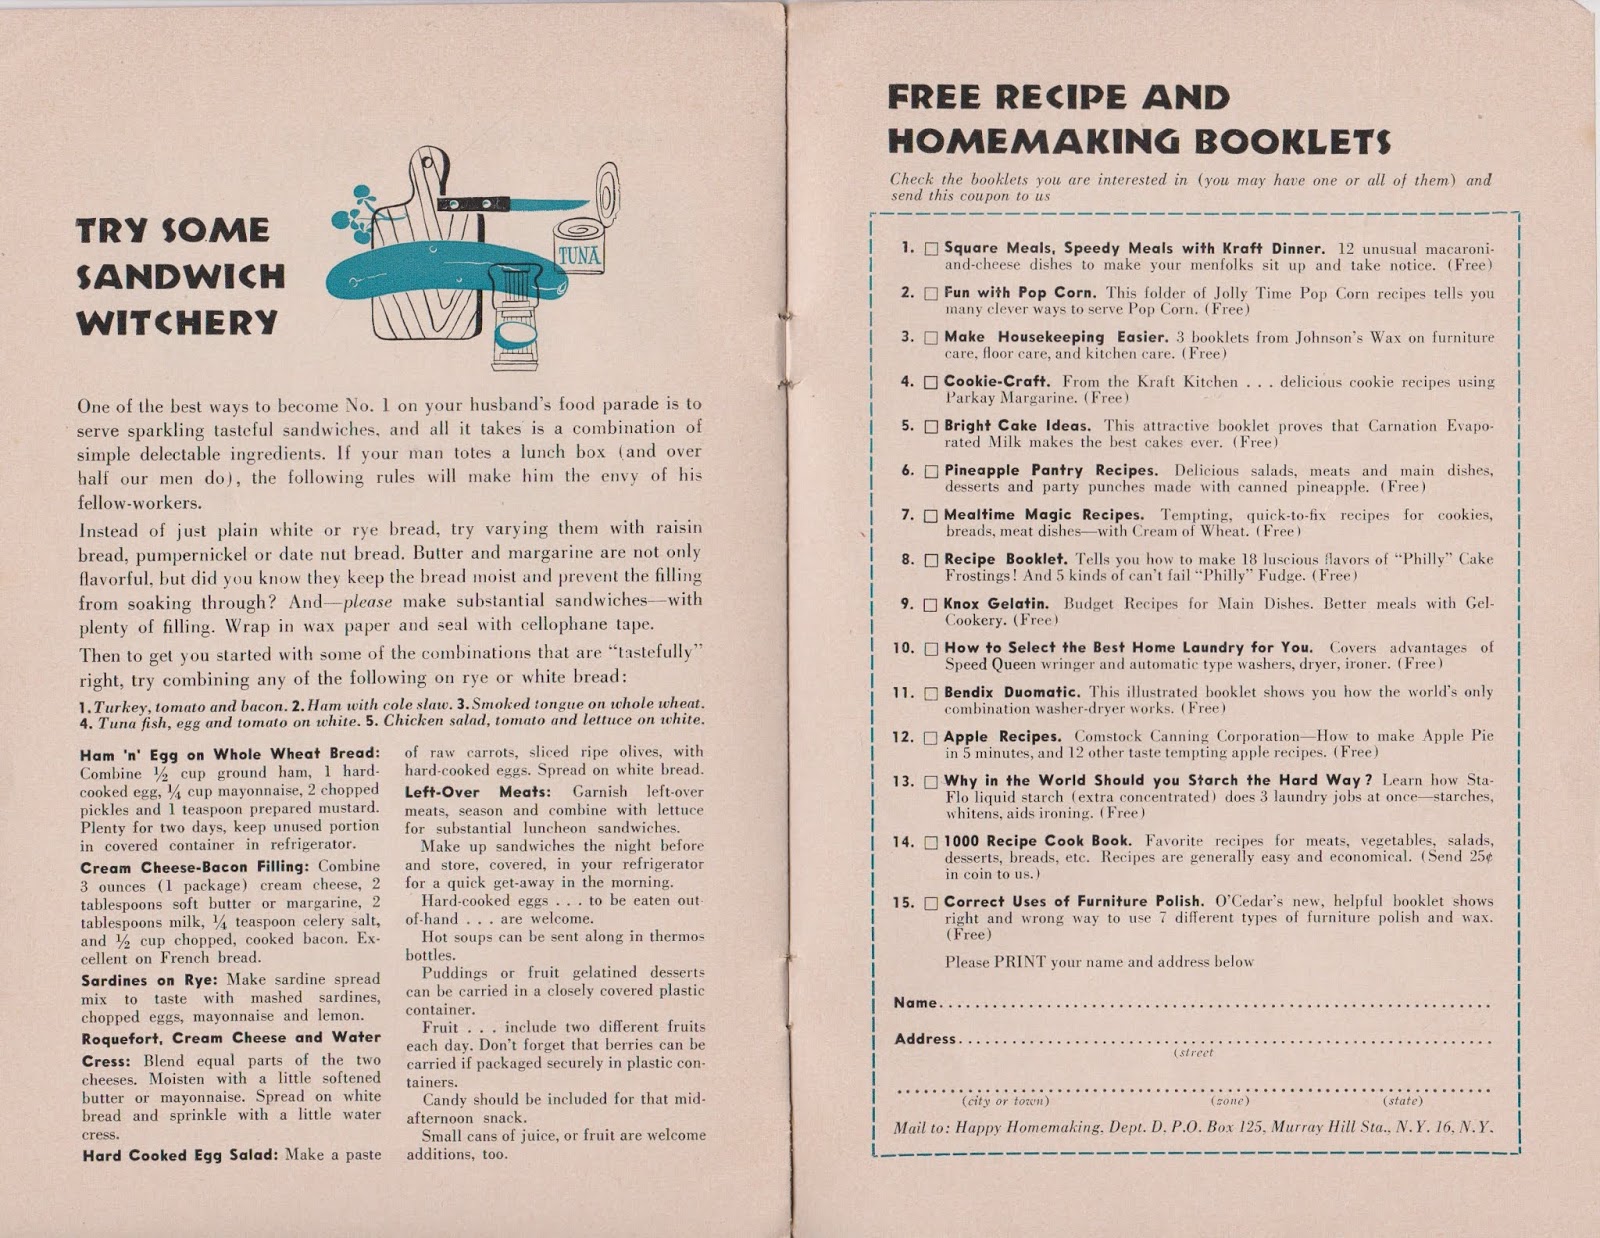 TRY SOME
SANDWICH
WITCHERY
TUNA
One of the best ways to become No. 1 on your husband's food parade is to
serve sparkling tasteful sandwiches, and all it takes is a combination of
simple delectable ingredients. If your man totes a lunch box (and over
half our men do), the following rules will make him the envy of his
fellow-workers.
Instead of just plain white or rye bread, try varying them with raisin
bread, pumpernickel or date nut bread. Butter and margarine are not only
flavorful, but did you know they keep the bread moist and prevent the filling
from soaking through? And—please make substantial sandwiches—with
plenty of filling. Wrap in wax paper and seal with cellophane tape.
Then to get you started with some of the combinations that are "tastefully"
right, try combining any of the following on rye or white bread:
1. Turkey, tomato and bacon. 2. Ham with cole slaw. 3. Smoked tongue on whole wheat.
4. Tuna fish, egg and tomato on white. 5. Chicken salad, tomato and lettuce on white.
Ham 'n' Egg on Whole Wheat Bread:
Combine ½ cup ground ham, 1 hard-
cooked egg, ¼ cup mayonnaise, 2 chopped
pickles and 1 teaspoon prepared mustard.
Plenty for two days, keep unused portion
in covered container in refrigerator.
Cream Cheese-Bacon Filling: Combine
3 ounces (1 package) cream cheese, 2
tablespoons soft butter or margarine, 2
tablespoons milk, ¼ teaspoon celery salt,
and ½ cup chopped, cooked bacon. Ex-
cellent on French bread.
Sardines on Rye: Make sardine spread
mix to taste with mashed sardines,
chopped eggs, mayonnaise and lemon.
Roquefort, Cream Cheese and Water
Cress: Blend equal parts of the two
cheeses. Moisten with a little softened
butter or mayonnaise. Spread on white
bread and sprinkle with a little water
cress.
Hard Cooked Egg Salad: Make a paste
of raw carrots, sliced ripe olives, with
hard-cooked eggs. Spread on white bread.
Left-Over Meats: Garnish left-over
meats, season and combine with lettuce
for substantial luncheon sandwiches.
Make up sandwiches the night before
and store, covered, in your refrigerator
for a quick get-away in the morning.
Hard-cooked eggs . . . to be eaten out-
of-hand . . . are welcome.
Hot soups can be sent along in thermos
bottles.
Puddings or fruit gelatined desserts
can be carried in a closely covered plastic
container.
Fruit . . . include two different fruits
each day. Don't forget that berries can be
carried if packaged securely in plastic con-
tainers.
Candy should be included for that mid-
afternoon snack.
Small cans of juice, or fruit are welcome
additions, too.
FREE RECIPE AND
HOMEMAKING BOOKLETS
Check the booklets you are interested in (you may have one or all of them) and
send this coupon to us
1. □ Square Meals, Speedy Meals with Kraft Dinner. 12 unusual macaroni-
and-cheese dishes to make your menfolks sit up and take notice. (Free)
2. □ Fun with Pop Corn. This folder of Jolly Time Pop Corn recipes tells you
many clever ways to serve Pop Corn. (Free)
3. □ Make Housekeeping Easier. 3 booklets from Johnson's Wax on furniture
care, floor care, and kitchen care. (Free)
4. □ Cookie-Craft. From the Kraft Kitchen . . . delicious cookie recipes using
Parkay Margarine. (Free)
5. □ Bright Cake Ideas. This attractive booklet proves that Carnation Evapo-
rated Milk makes the best cakes ever. (Free)
6. □ Pineapple Pantry Recipes. Delicious salads, meats and main dishes,
desserts and party punches made with canned pineapple. (Free)
7. □ Mealtime Magic Recipes. Tempting, quick-to-fix recipes for cookies,
breads, meat dishes—with Cream of Wheat. (Free)
8. □ Recipe Booklet. Tells you how to make 18 luscious flavors of "Philly" Cake
Frostings! And 5 kinds of can't fail "Philly" Fudge. (Free)
9. □ Knox Gelatin. Budget Recipes for Main Dishes. Better meals with Gel-
Cookery. (Free)
10. □ How to Select the Best Home Laundry for You. Covers advantages of
Speed Queen wringer and automatic type washers, dryer, ironer. (Free)
11. □ Bendix Duomatic. This illustrated booklet shows you how the world's only
combination washer-dryer works. (Free)
12. □ Apple Recipes. Comstock Canning Corporation—How to make Apple Pie
in 5 minutes, and 12 other taste tempting apple recipes. (Free)
13. □ Why in the World Should you Starch the Hard Way? Learn how Sta-
Flo liquid starch (extra concentrated) does 3 laundry jobs at once—starches,
whitens, aids ironing. (Free)
14. □ 1000 Recipe Cook Book. Favorite recipes for meats, vegetables, salads,
desserts, breads, etc. Recipes are generally easy and economical. (Send 25¢
in coin to us.)
15. □ Correct Uses of Furniture Polish. O'Cedar's new, helpful booklet shows
right and wrong way to use 7 different types of furniture polish and wax.
(Free)
Please PRINT your name and address below
Name
Address
(street
(city or town) (zone) (state)
Mail to: Happy Homemaking, Dept. D, P.O. Box 125, Murray Hill Sta., N. Y. 16, N. Y.